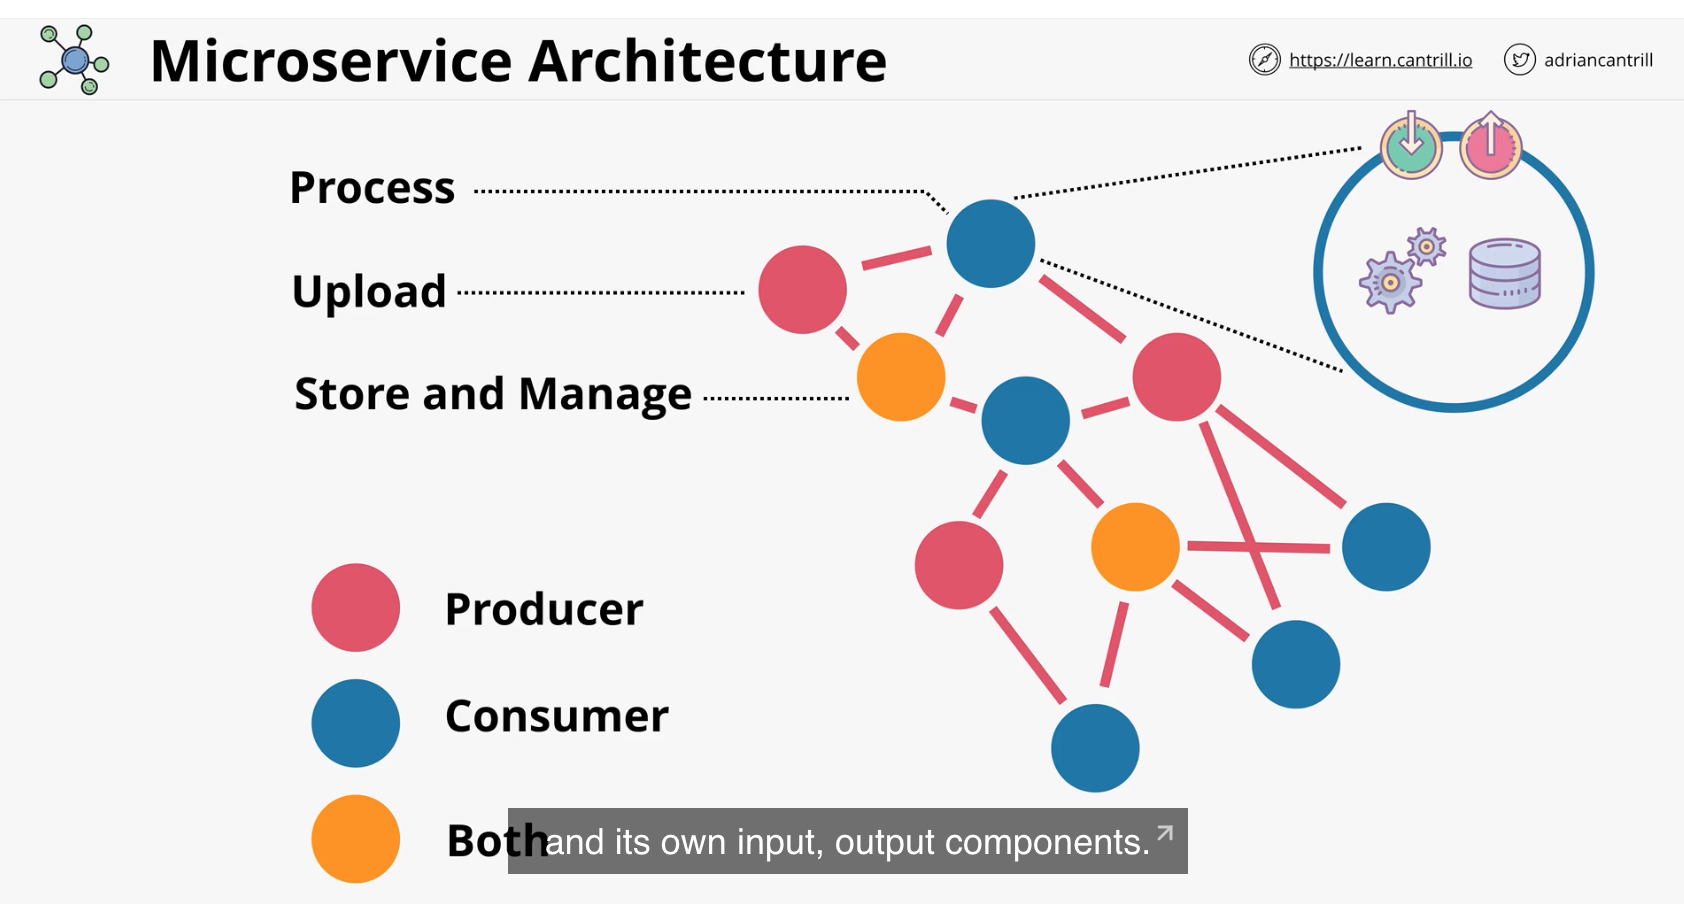 Microservice Architecture
https://learn.cantrill.io
adriancantrill
Process
Upload
Store and Manage
Producer
Consumer
Both
and its own input, output components.